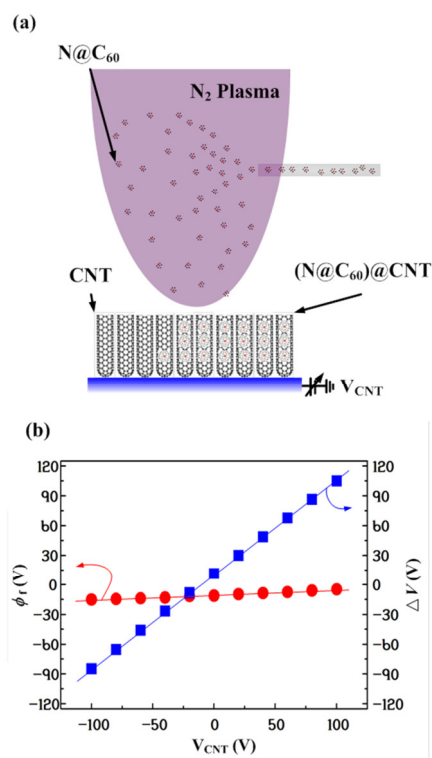 (a)
N@C60
N2 Plasma
CNT
(N@C60)@CNT
VCNT
(b)
120
90
60
30
0
−30
−60
−90
−120
ϕf (V)
120
90
60
30
0
−30
−60
−90
−120
△V (V)
−100 −50 0 50 100
VCNT (V)